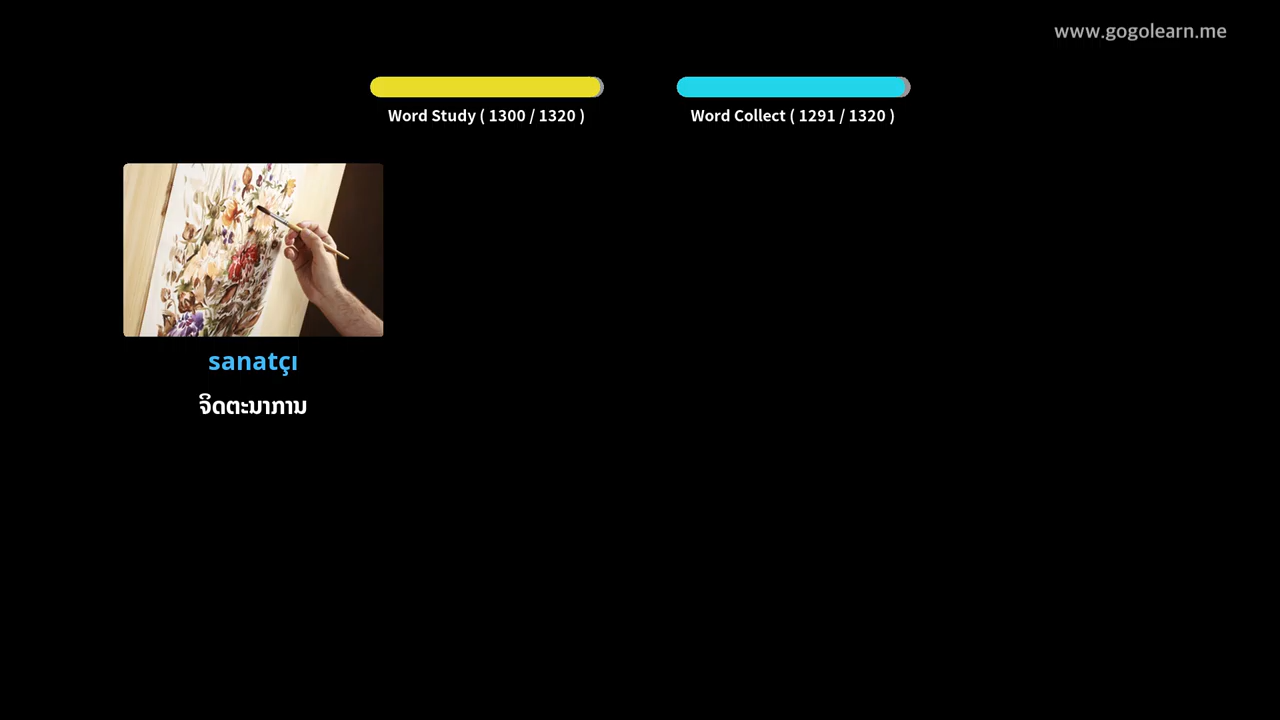 www.gogolearn.me
Word Study ( 1300 / 1320 )
Word Collect ( 1291 / 1320 )
sanatçı
ຈິດຕະນາການ